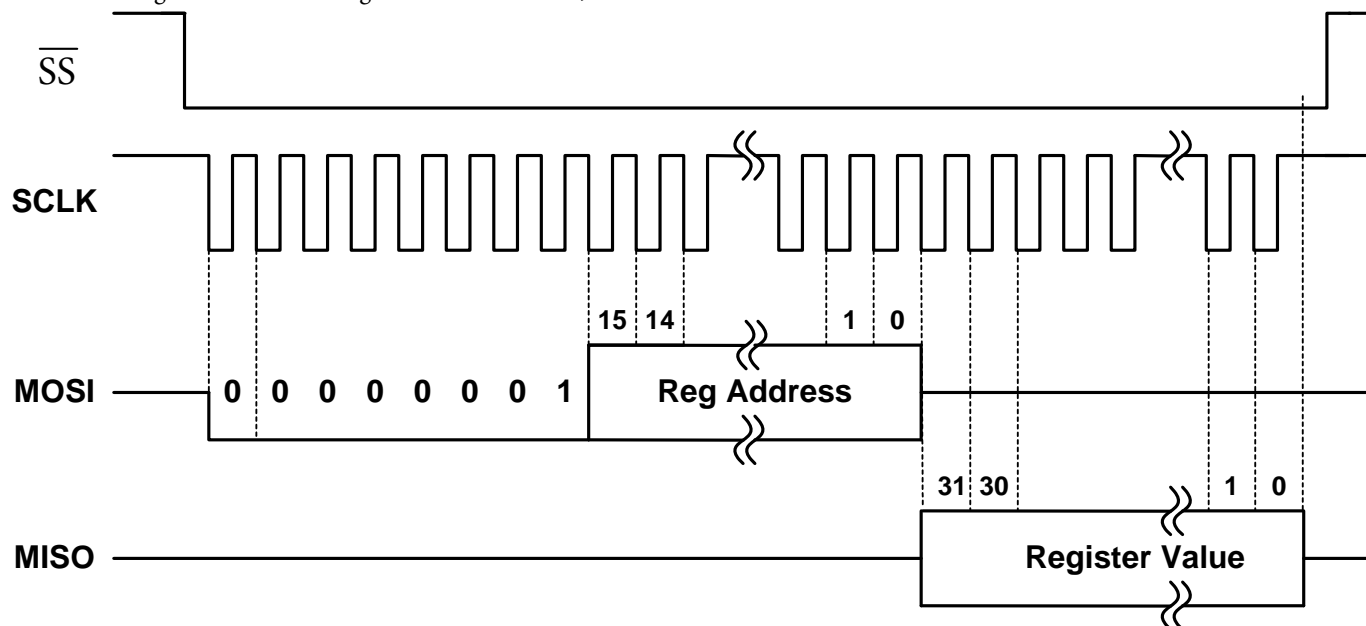 SS
SCLK
15 14 1 0
MOSI 0 0 0 0 0 0 0 1 Reg Address
31 30 1 0
MISO Register Value